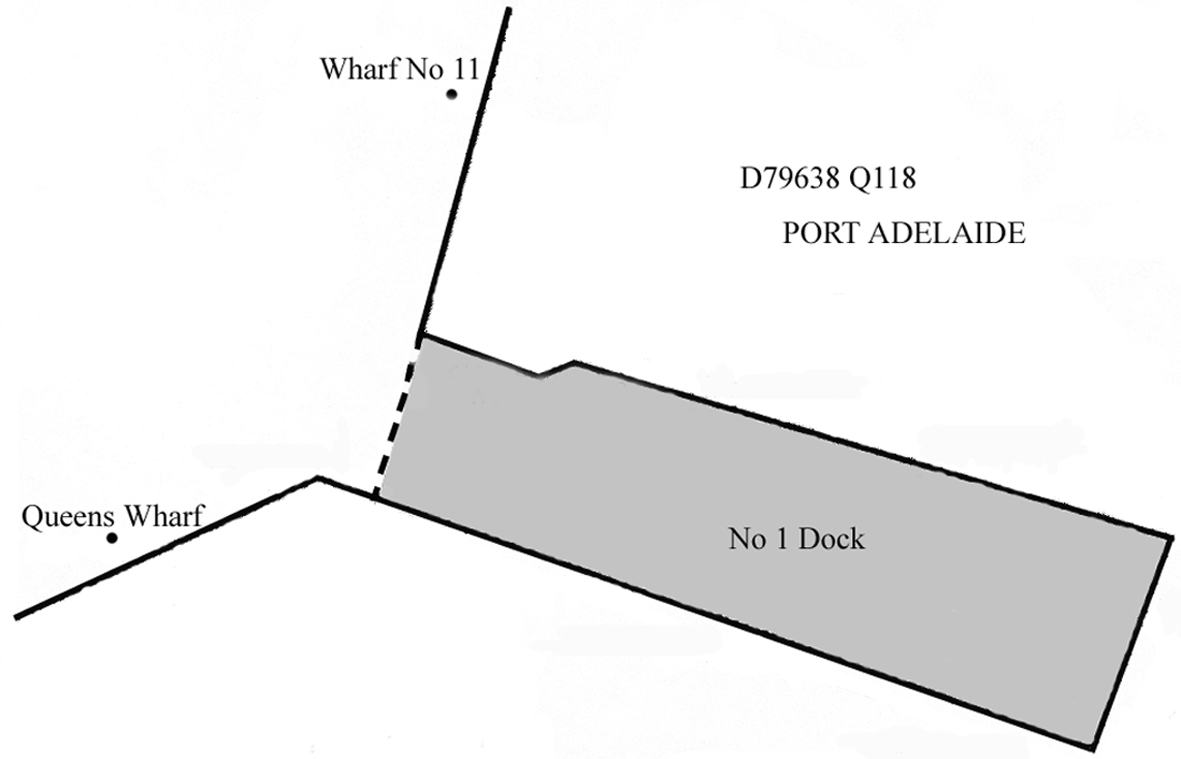 Wharf No 11
D79638 Q118
PORT ADELAIDE
Queens Wharf
No 1 Dock